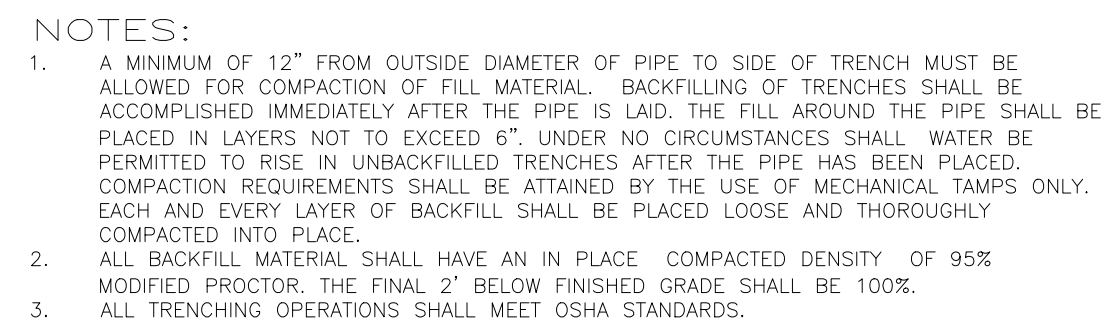 NOTES:
1. A MINIMUM OF 12” FROM OUTSIDE DIAMETER OF PIPE TO SIDE OF TRENCH MUST BE
ALLOWED FOR COMPACTION OF FILL MATERIAL. BACKFILLING OF TRENCHES SHALL BE
ACCOMPLISHED IMMEDIATELY AFTER THE PIPE IS LAID. THE FILL AROUND THE PIPE SHALL BE
PLACED IN LAYERS NOT TO EXCEED 6”. UNDER NO CIRCUMSTANCES SHALL WATER BE
PERMITTED TO RISE IN UNBACKFILLED TRENCHES AFTER THE PIPE HAS BEEN PLACED.
COMPACTION REQUIREMENTS SHALL BE ATTAINED BY THE USE OF MECHANICAL TAMPS ONLY.
EACH AND EVERY LAYER OF BACKFILL SHALL BE PLACED LOOSE AND THOROUGHLY
COMPACTED INTO PLACE.
2. ALL BACKFILL MATERIAL SHALL HAVE AN IN PLACE COMPACTED DENSITY OF 95%
MODIFIED PROCTOR. THE FINAL 2’ BELOW FINISHED GRADE SHALL BE 100%.
3. ALL TRENCHING OPERATIONS SHALL MEET OSHA STANDARDS.